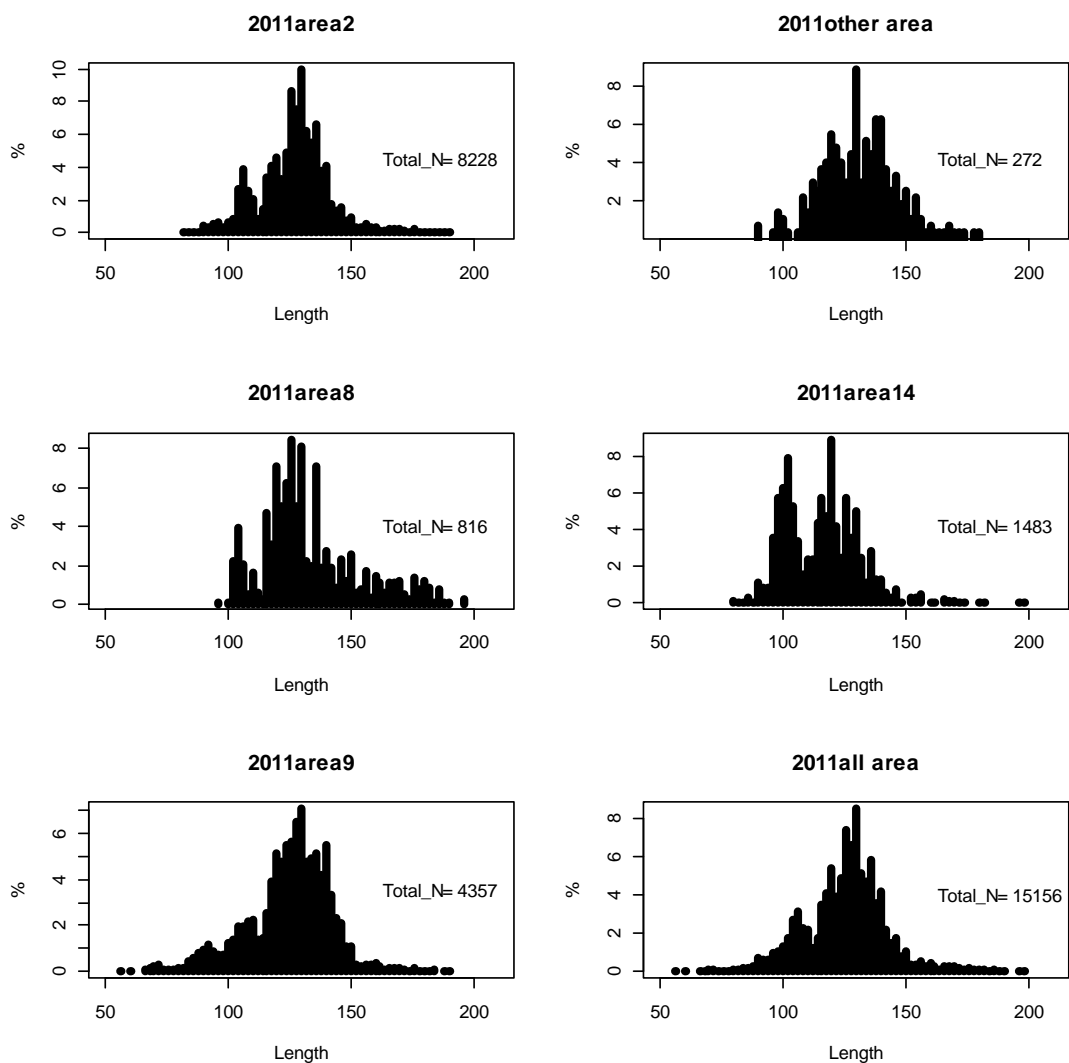 2011area2
%
0 2 4 6 8 10
Total_N= 8228
50 100 150 200
Length
2011other area
%
2 4 6 8
Total_N= 272
50 100 150 200
Length
2011area8
%
0 2 4 6 8
Total_N= 816
50 100 150 200
Length
2011area14
%
0 2 4 6 8
Total_N= 1483
50 100 150 200
Length
2011area9
%
0 2 4 6
Total_N= 4357
50 100 150 200
Length
2011all area
%
0 2 4 6 8
Total_N= 15156
50 100 150 200
Length